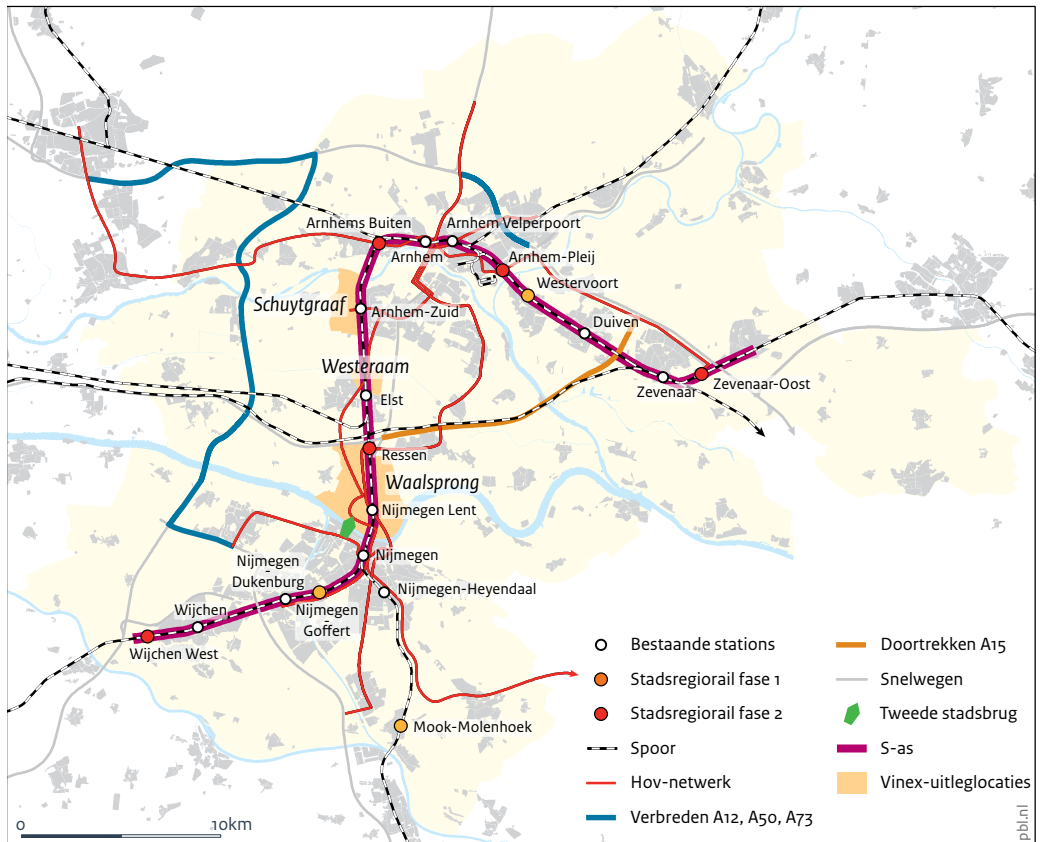 Arnhems Buiten
Arnhem Velperpoort
Arnhem
Arnhem-Pleij
Westervoort
Schuytgraaf
Arnhem-Zuid
Duiven
Westeraam
Zevenaar
Zevenaar-Oost
Elst
Ressen
Waalsprong
Nijmegen Lent
Nijmegen
Nijmegen
-
Dukenburg
Nijmegen-Heyendaal
Wijchen
Nijmegen
-
Goffert
Wijchen West
Mook-Molenhoek
Bestaande stations
Stadsregiorail fase 1
Stadsregiorail fase 2
Spoor
Hov-netwerk
Verbreden A12, A50, A73
Doortrekken A15
Snelwegen
Tweede stadsbrug
S-as
Vinex-uitleglocaties
0
10km
pbl.nl